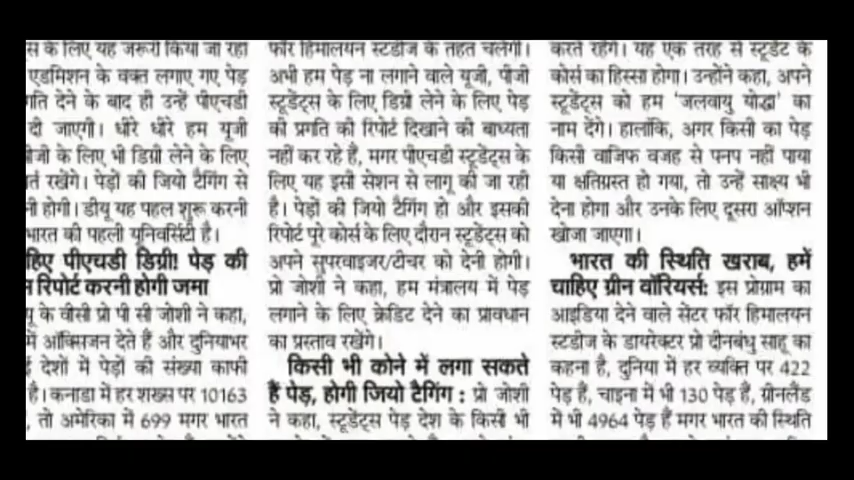 स के लिए यह जरूरी किया जा रहा
एडमिशन के वक्त लगाए गए पेड़
गति देने के बाद ही उन्हें पीएचडी
दी जाएगी। धीरे धीरे हम यूजी
ीजी के लिए भी डिग्री लेने के लिए
र्त रखेंगे। पेड़ों की जियो टैगिंग से
नी होगी। डीयू यह पहल शुरू करनी
भारत की पहली यूनिवर्सिटी है।
हिए पीएचडी डिग्री! पेड़ की
रिपोर्ट करनी होगी जमा
यू के वीसी प्रो पी सी जोशी ने कहा,
में ऑक्सिजन देते हैं और दुनियाभर
देशों में पेड़ों की संख्या काफी
है। कनाडा में हर शख्स पर 10163
, तो अमेरिका में 699 मगर भारत
फॉर हिमालयन स्टडीज के तहत चलेगी।
अभी हम पेड़ ना लगाने वाले यूजी, पीजी
स्टूडेंट्स के लिए डिग्री लेने के लिए पेड़
की प्रगति की रिपोर्ट दिखाने की बाध्यता
नहीं कर रहे हैं, मगर पीएचडी स्टूडेंट्स के
लिए यह इसी सेशन से लागू की जा रही
है। पेड़ों की जियो टैगिंग हो और इसकी
रिपोर्ट पूरे कोर्स के लिए दौरान स्टूडेंट्स को
अपने सुपरवाइजर/टीचर को देनी होगी।
प्रो जोशी ने कहा, हम मंत्रालय में पेड़
लगाने के लिए क्रेडिट देने का प्रावधान
का प्रस्ताव रखेंगे।
किसी भी कोने में लगा सकते
हैं पेड़, होगी जियो टैगिंग : प्रो जोशी
ने कहा, स्टूडेंट्स पेड़ देश के किसी भी
करते रहेंगे। यह एक तरह से स्टूडेंट के
कोर्स का हिस्सा होगा। उन्होंने कहा, अपने
स्टूडेंट्स को हम 'जलवायु योद्धा' का
नाम देंगे। हालांकि, अगर किसी का पेड़
किसी वाजिफ वजह से पनप नहीं पाया
या क्षतिग्रस्त हो गया, तो उन्हें साक्ष्य भी
देना होगा और उनके लिए दूसरा ऑप्शन
खोजा जाएगा।
भारत की स्थिति खराब, हमें
चाहिए ग्रीन वॉरियर्स: इस प्रोग्राम का
आइडिया देने वाले सेंटर फॉर हिमालयन
स्टडीज के डायरेक्टर प्रो दीनबंधु साहू का
कहना है, दुनिया में हर व्यक्ति पर 422
पेड़ हैं, चाइना में भी 130 पेड़ हैं, ग्रीनलैंड
में भी 4964 पेड़ हैं मगर भारत की स्थिति